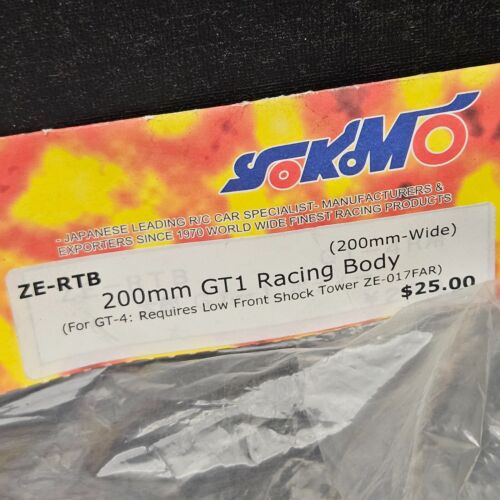 YOKOMO
- JAPANESE LEADING R/C CAR SPECIALIST- MANUFACTURERS &
EXPORTERS SINCE 1970 WORLD WIDE FINEST RACING PRODUCTS
ZE-RTB
(200mm-Wide)
200mm GT1 Racing Body
(For GT-4: Requires Low Front Shock Tower ZE-017FAR)
$25.00